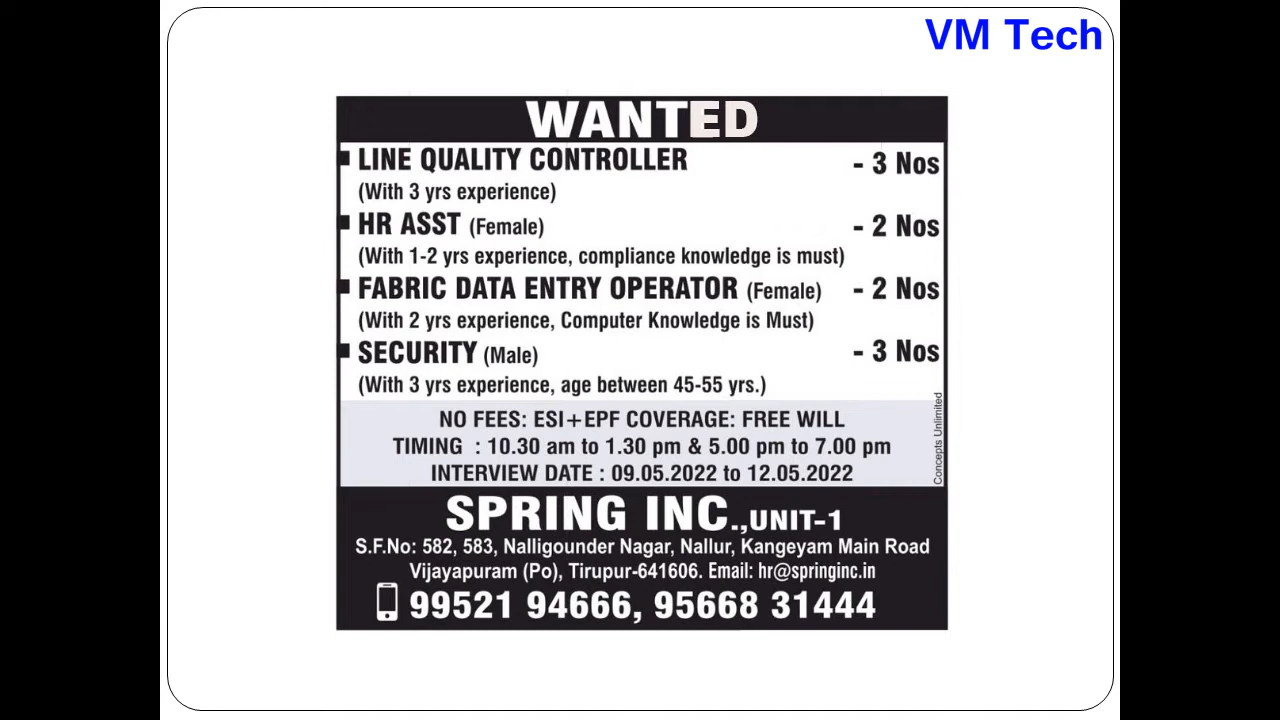 VM Tech
WANTED
LINE QUALITY CONTROLLER - 3 Nos
(With 3 yrs experience)
HR ASST (Female) - 2 Nos
(With 1-2 yrs experience, compliance knowledge is must)
FABRIC DATA ENTRY OPERATOR (Female) - 2 Nos
(With 2 yrs experience, Computer Knowledge is Must)
SECURITY (Male) - 3 Nos
(With 3 yrs experience, age between 45-55 yrs.)
NO FEES: ESI+EPF COVERAGE: FREE WILL
TIMING : 10.30 am to 1.30 pm & 5.00 pm to 7.00 pm
INTERVIEW DATE : 09.05.2022 to 12.05.2022
Concepts Unlimited
SPRING INC.,UNIT-1
S.F.No: 582, 583, Nalligounder Nagar, Nallur, Kangeyam Main Road
Vijayapuram (Po), Tirupur-641606. Email: hr@springinc.in
99521 94666, 95668 31444